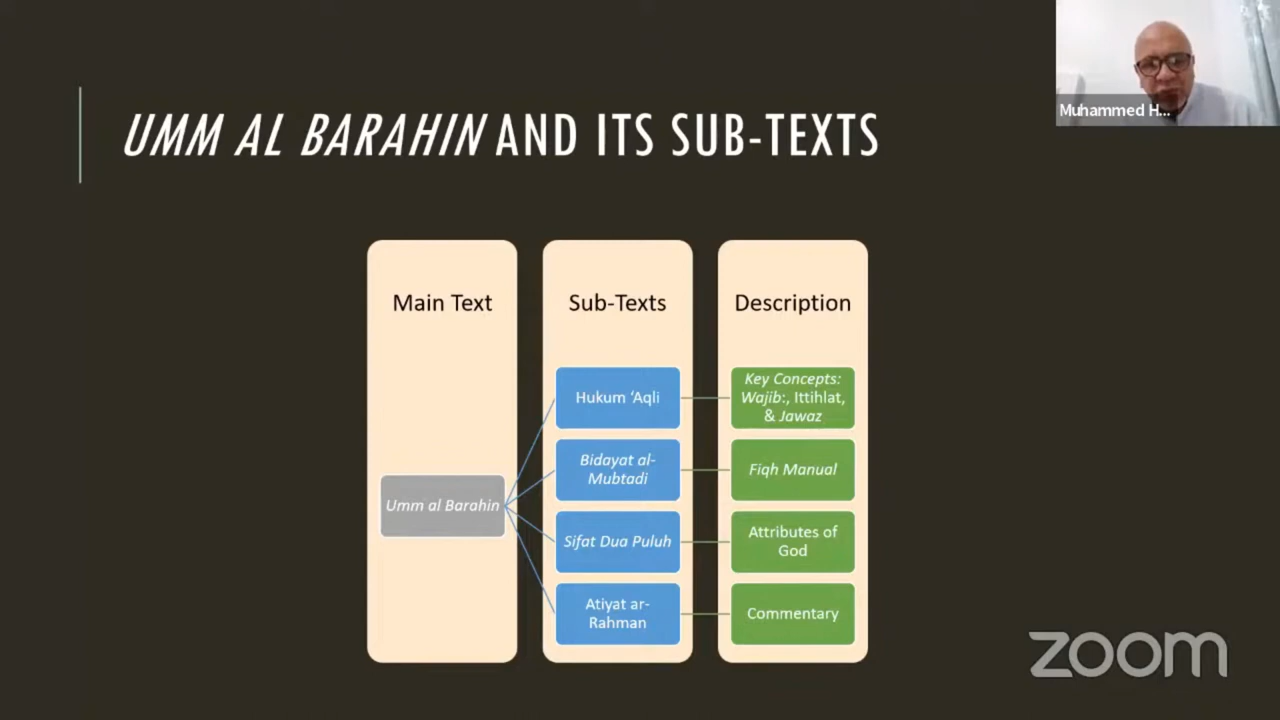 Muhammed H...
UMM AL BARAHIN AND ITS SUB-TEXTS
Main Text
Sub-Texts
Description
Umm al Barahin
Hukum ‘Aqli
Key Concepts:
Wajib:, Ittihlat,
& Jawaz
Bidayat al-
Mubtadi
Fiqh Manual
Sifat Dua Puluh
Attributes of
God
Atiyat ar-
Rahman
Commentary
zoom